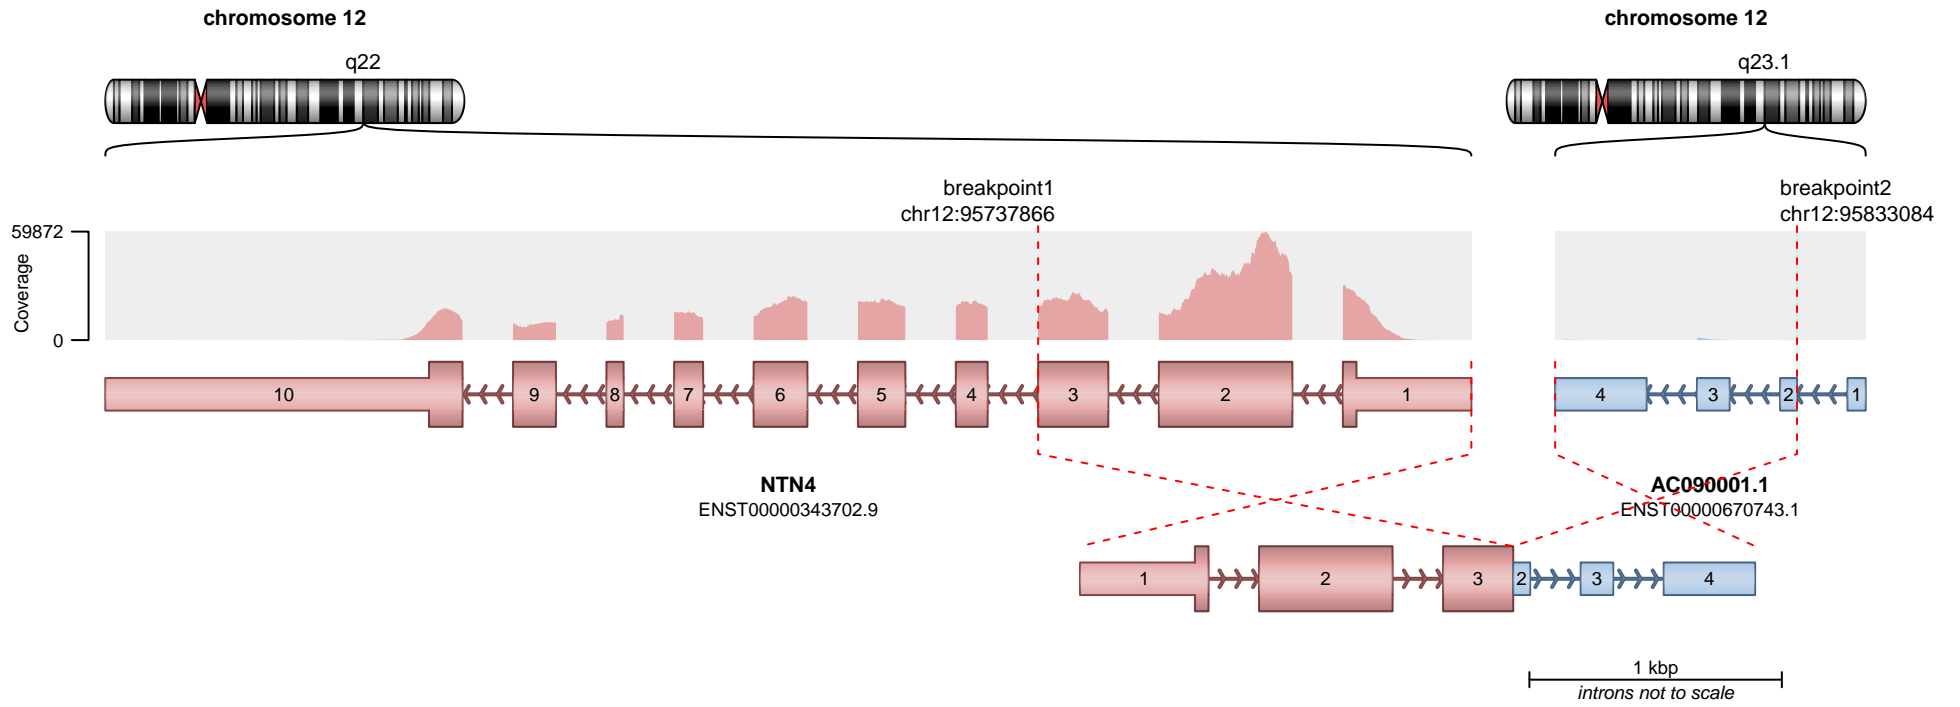 chromosome 12
chromosome 12
q22
q23.1
breakpoint1
chr12:95737866
breakpoint2
chr12:95833084
59872
Coverage
0
10 9 8 7 6 5 4 3 2 1
4 3 2 1
NTN4
ENST00000343702.9
AC090001.1
ENST00000670743.1
1 2 3 2 3 4
1 kbp
introns not to scale